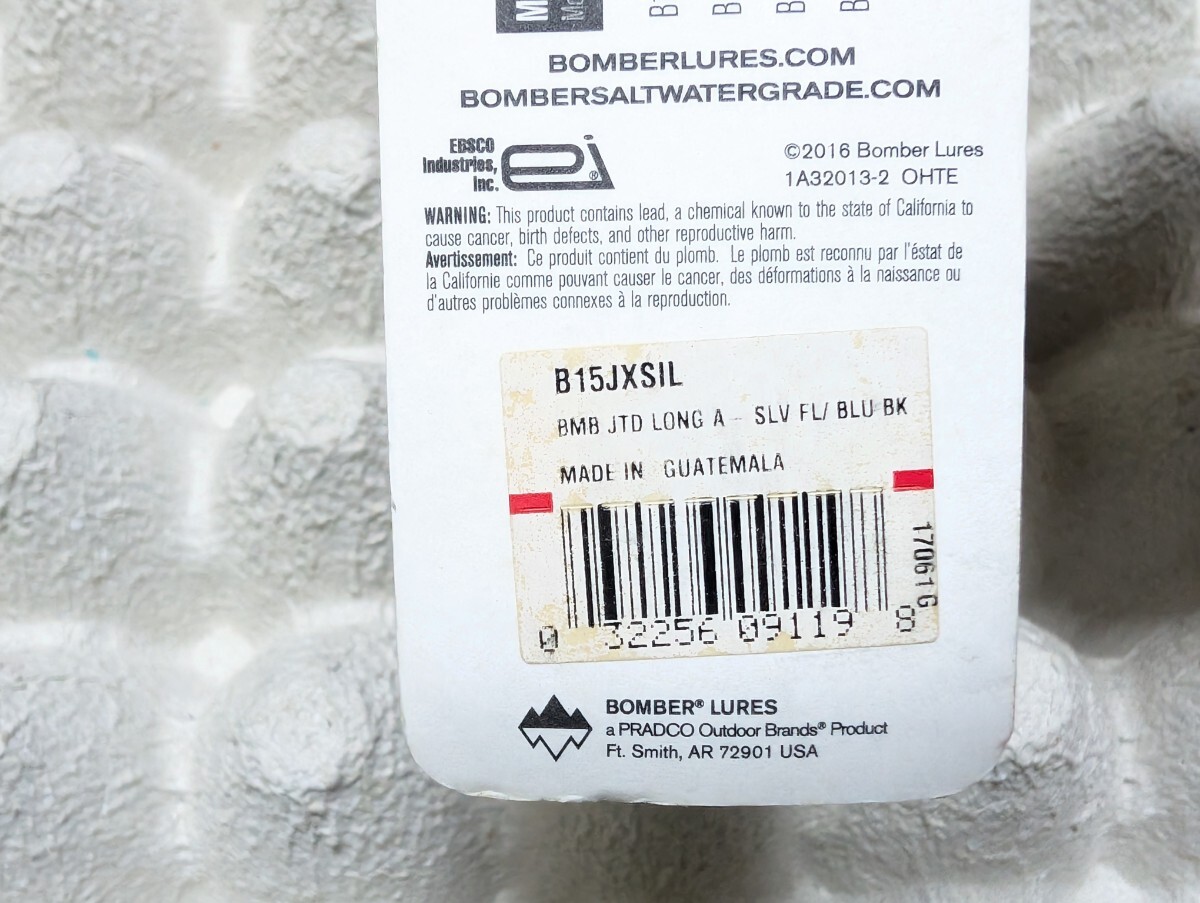 BOMBERLURES.COM
BOMBERSALTWATERGRADE.COM
EBSCO
Industries,
Inc.
ei®
©2016 Bomber Lures
1A32013-2 OHTE
WARNING: This product contains lead, a chemical known to the state of California to
cause cancer, birth defects, and other reproductive harm.
Avertissement: Ce produit contient du plomb. Le plomb est reconnu par l'éstat de
la Californie comme pouvant causer le cancer, des déformations à la naissance ou
d'autres problèmes connexes à la reproduction.
B15JXSIL
BMB JTD LONG A - SLV FL/ BLU BK
MADE IN GUATEMALA
17061G
0 32256 09119 8
BOMBER® LURES
a PRADCO Outdoor Brands® Product
Ft. Smith, AR 72901 USA